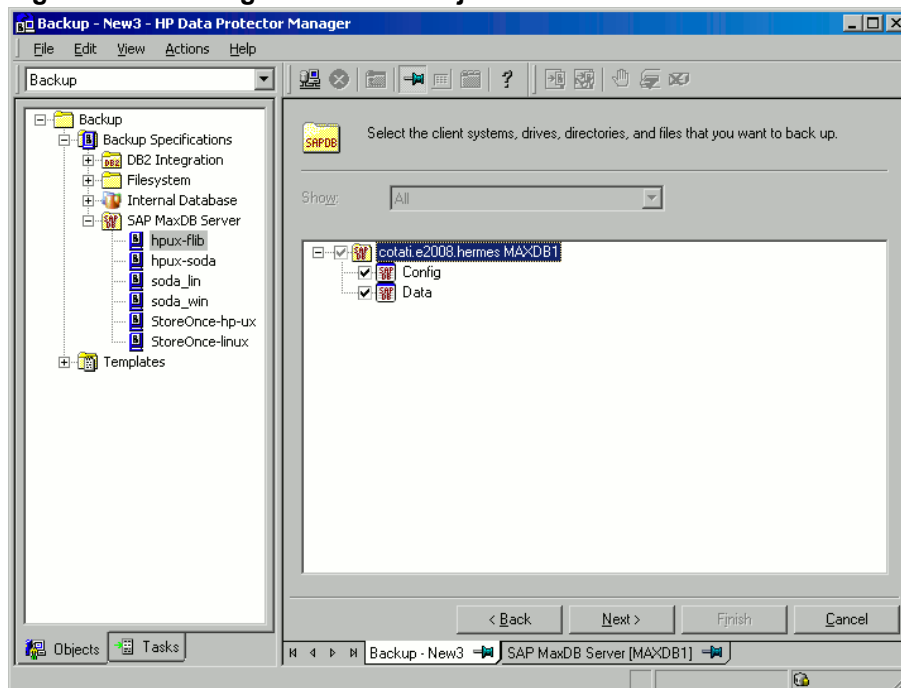 Backup - New3 - HP Data Protector Manager
File Edit View Actions Help
Backup
Backup
Backup Specifications
DB2 Integration
Filesystem
Internal Database
SAP MaxDB Server
hpux-flib
hpux-soda
soda_lin
soda_win
StoreOnce-hp-ux
StoreOnce-linux
Templates
Objects
Tasks
SAPDB
Select the client systems, drives, directories, and files that you want to back up.
Show:
All
cotati.e2008.hermes MAXDB1
Config
Data
< Back
Next >
Finish
Cancel
Backup - New3
SAP MaxDB Server [MAXDB1]